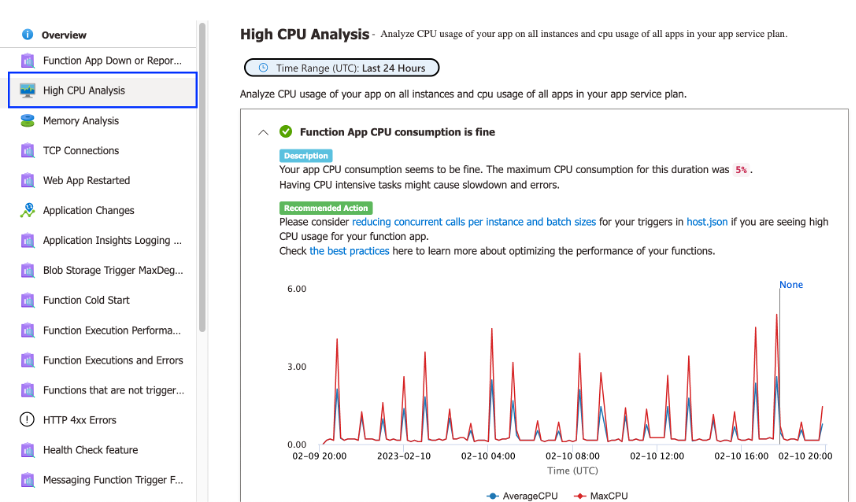 Overview
Function App Down or Repor...
High CPU Analysis
Memory Analysis
TCP Connections
Web App Restarted
Application Changes
Application Insights Logging ...
Blob Storage Trigger MaxDeg...
Function Cold Start
Function Execution Performa...
Function Executions and Errors
Functions that are not trigger...
HTTP 4xx Errors
Health Check feature
Messaging Function Trigger F...
High CPU Analysis - Analyze CPU usage of your app on all instances and cpu usage of all apps in your app service plan.
Time Range (UTC): Last 24 Hours
Analyze CPU usage of your app on all instances and cpu usage of all apps in your app service plan.
Function App CPU consumption is fine
Description
Your app CPU consumption seems to be fine. The maximum CPU consumption for this duration was 5% .
Having CPU intensive tasks might cause slowdown and errors.
Recommended Action
Please consider reducing concurrent calls per instance and batch sizes for your triggers in host.json if you are seeing high
CPU usage for your function app.
Check the best practices here to learn more about optimizing the performance of your functions.
None
6.00
3.00
0.00
02-09 20:00 2023-02-10 02-10 04:00 02-10 08:00 02-10 12:00 02-10 16:00 02-10 20:00
Time (UTC)
AverageCPU MaxCPU